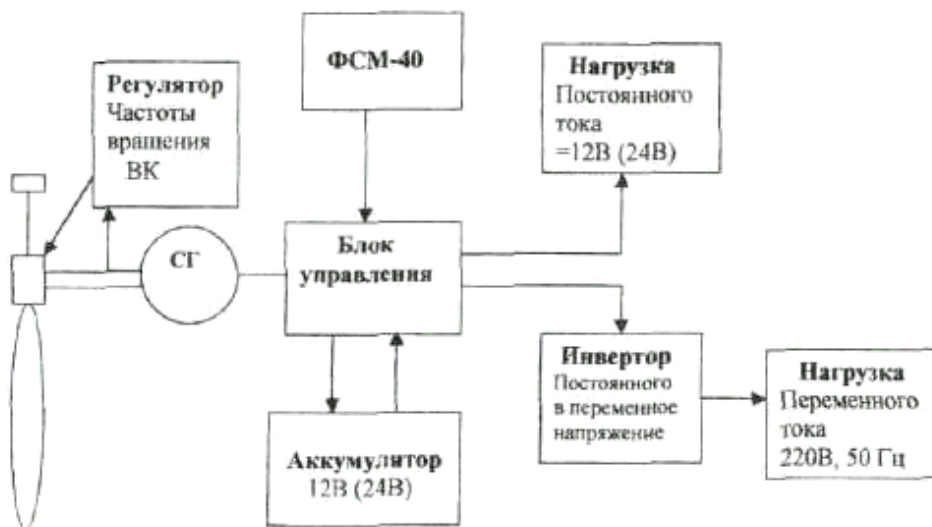 ФСМ-40
Регулятор
Частоты
вращения
ВК
Нагрузка
Постоянного
тока
=12В (24В)
СГ
Блок
управления
Инвертор
Постоянного
в переменное
напряжение
Нагрузка
Переменного
тока
220В, 50 Гц
Аккумулятор
12В (24В)